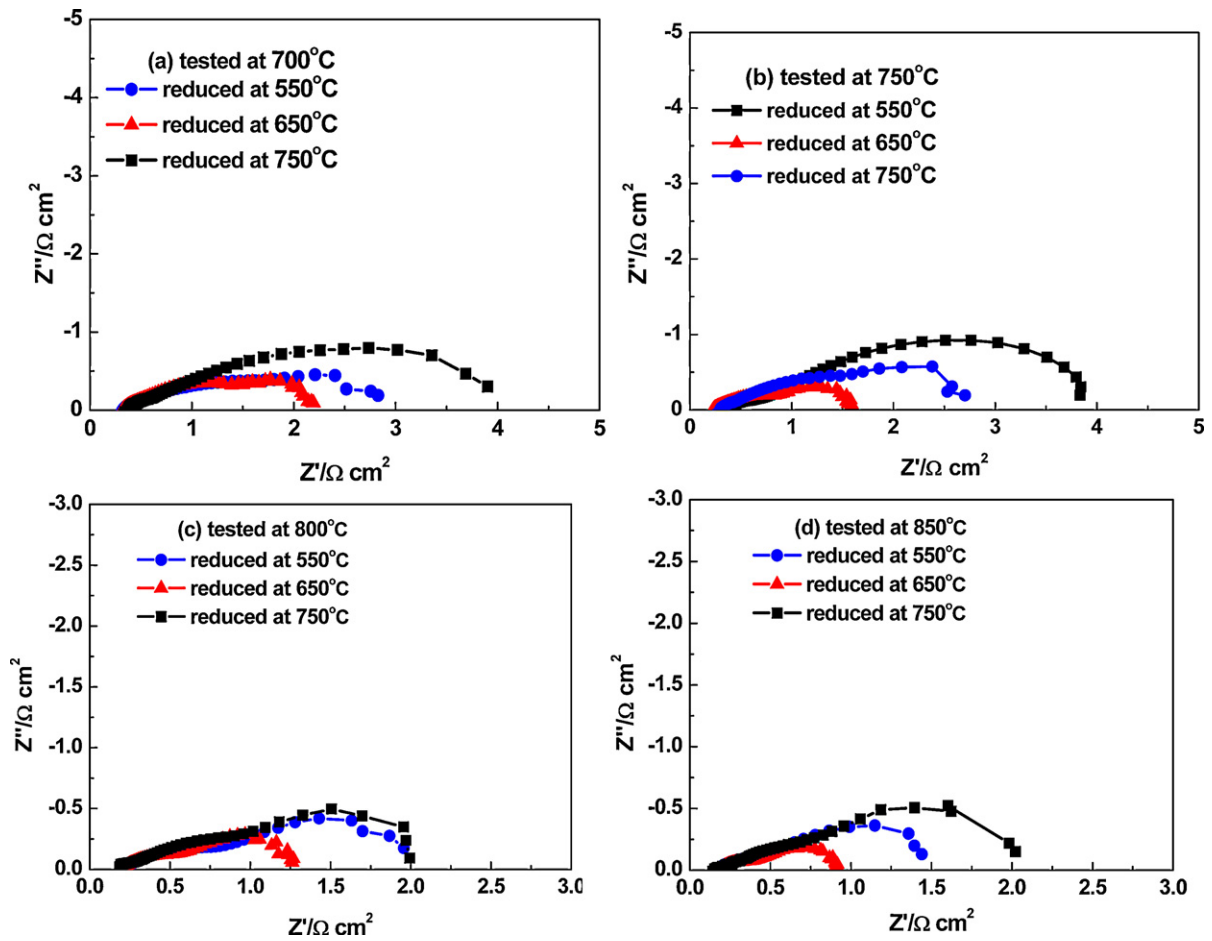 -5
(a) tested at 700°C
reduced at 550°C
reduced at 650°C
reduced at 750°C
-4
-3
-2
-1
0
Z''/Ω cm²
0 1 2 3 4 5
Z'/Ω cm²
-5
(b) tested at 750°C
reduced at 550°C
reduced at 650°C
reduced at 750°C
-4
-3
-2
-1
0
Z''/Ω cm²
0 1 2 3 4 5
Z'/Ω cm²
-3.0
(c) tested at 800°C
reduced at 550°C
reduced at 650°C
reduced at 750°C
-2.5
-2.0
-1.5
-1.0
-0.5
0.0
Z''/Ω cm²
0.0 0.5 1.0 1.5 2.0 2.5 3.0
Z'/Ω cm²
-3.0
(d) tested at 850°C
reduced at 550°C
reduced at 650°C
reduced at 750°C
-2.5
-2.0
-1.5
-1.0
-0.5
0.0
Z''/Ω cm²
0.0 0.5 1.0 1.5 2.0 2.5 3.0
Z'/Ω cm²